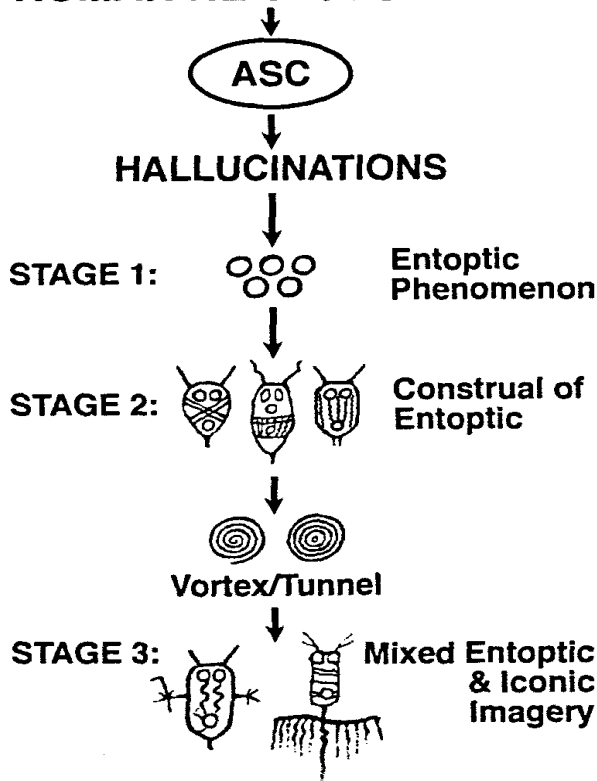 ASC
HALLUCINATIONS
STAGE 1:
Entoptic
Phenomenon
STAGE 2:
Construal of
Entoptic
Vortex/Tunnel
STAGE 3:
Mixed Entoptic
& Iconic
Imagery